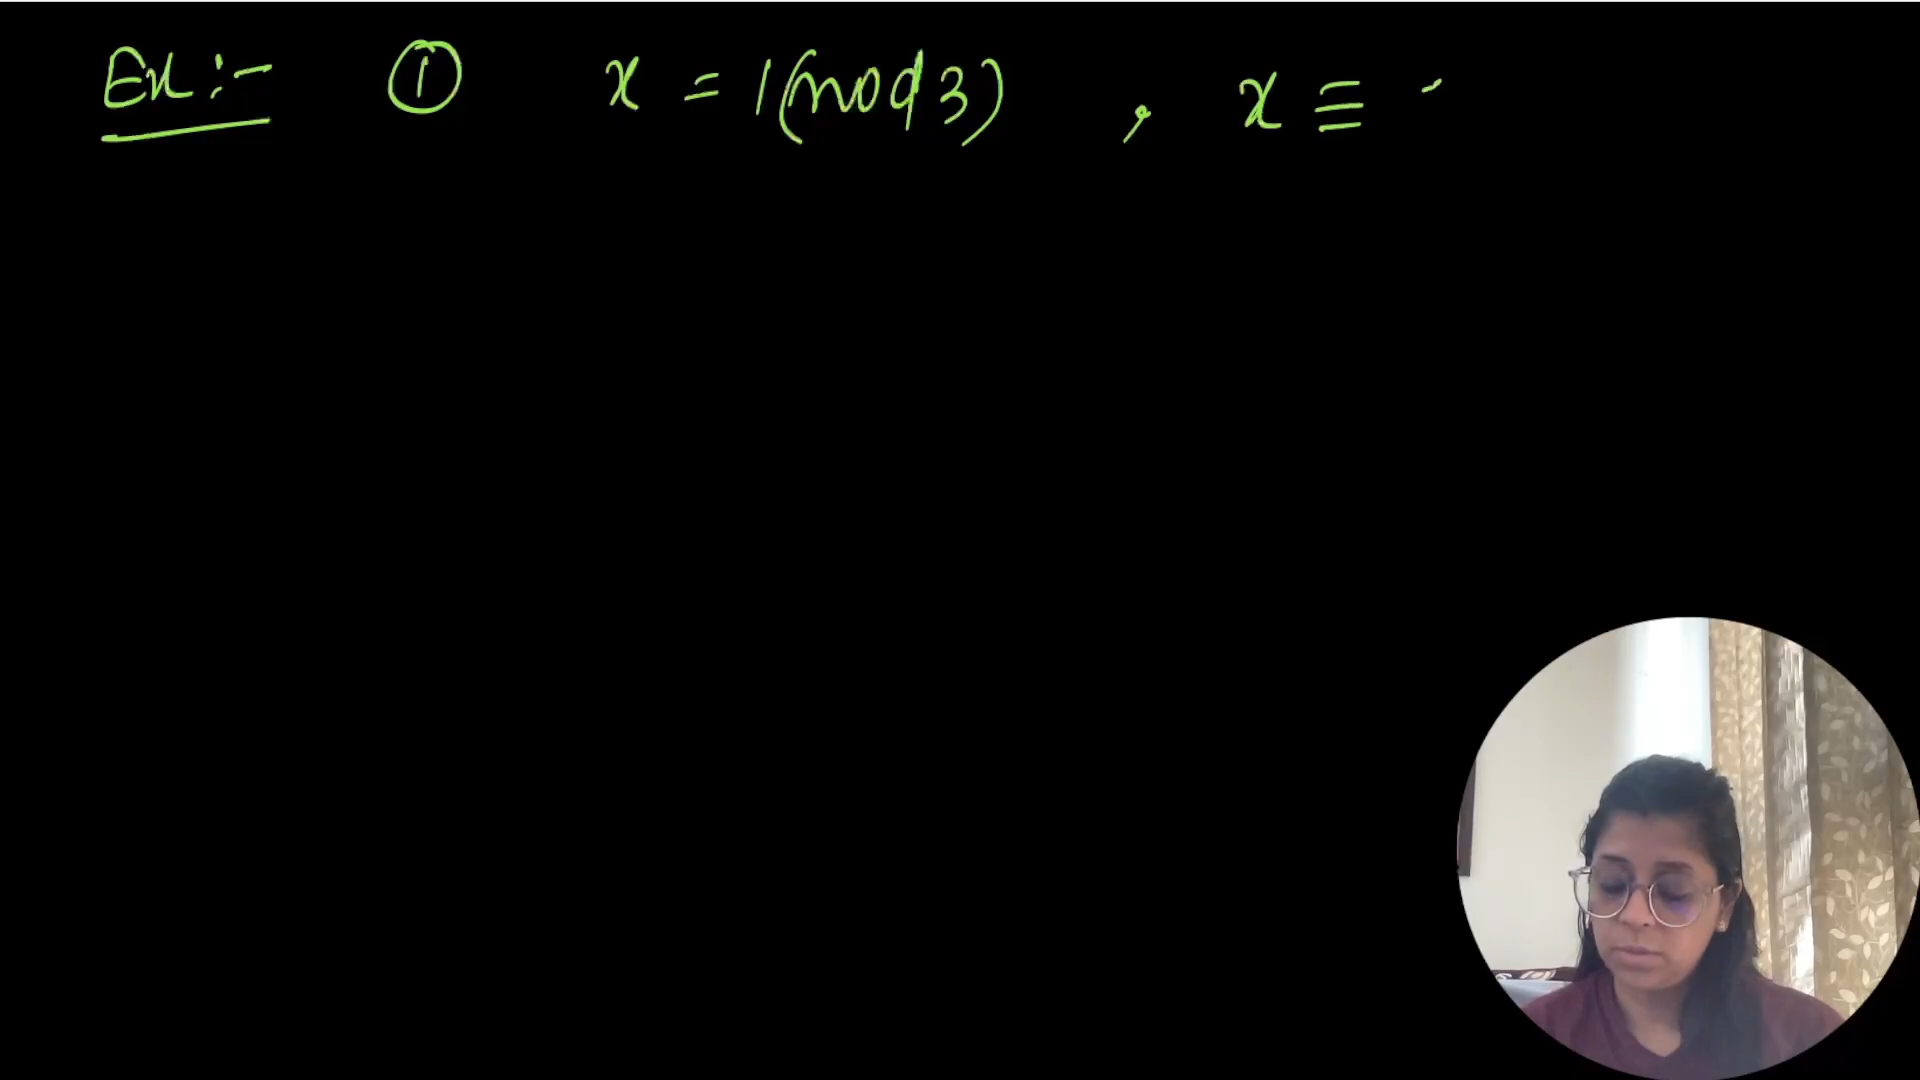 Ex :- ① x = 1(mod 3) , x ≡